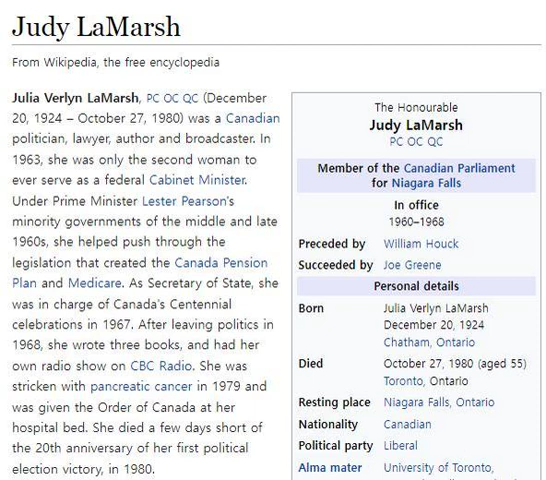 Judy LaMarsh
From Wikipedia, the free encyclopedia
Julia Verlyn LaMarsh, PC OC QC (December
20, 1924 – October 27, 1980) was a Canadian
politician, lawyer, author and broadcaster. In
1963, she was only the second woman to
ever serve as a federal Cabinet Minister.
Under Prime Minister Lester Pearson's
minority governments of the middle and late
1960s, she helped push through the
legislation that created the Canada Pension
Plan and Medicare. As Secretary of State, she
was in charge of Canada's Centennial
celebrations in 1967. After leaving politics in
1968, she wrote three books, and had her
own radio show on CBC Radio. She was
stricken with pancreatic cancer in 1979 and
was given the Order of Canada at her
hospital bed. She died a few days short of
the 20th anniversary of her first political
election victory, in 1980.
The Honourable
Judy LaMarsh
PC OC QC
Member of the Canadian Parliament
for Niagara Falls
In office
1960–1968
Preceded by William Houck
Succeeded by Joe Greene
Personal details
Born Julia Verlyn LaMarsh
December 20, 1924
Chatham, Ontario
Died October 27, 1980 (aged 55)
Toronto, Ontario
Resting place Niagara Falls, Ontario
Nationality Canadian
Political party Liberal
Alma mater University of Toronto,